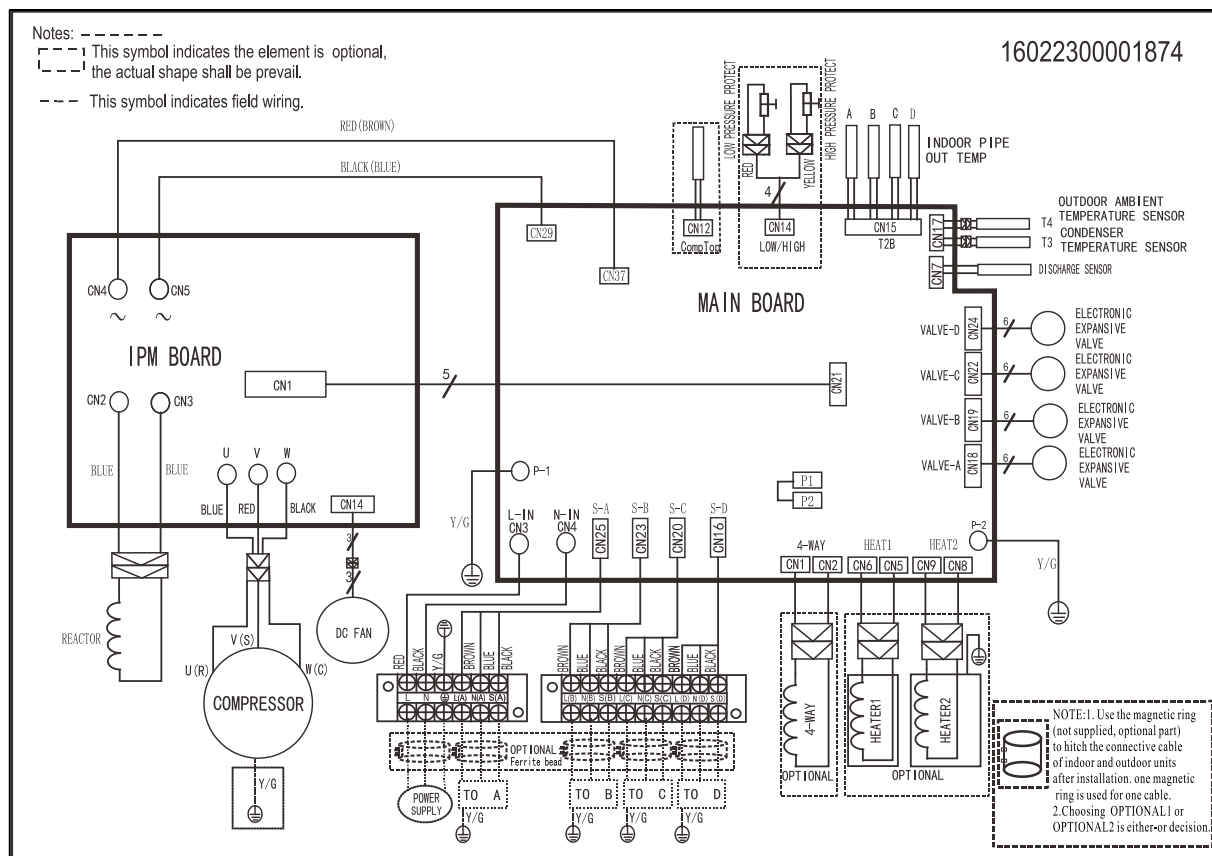 Notes:
This symbol indicates the element is optional,
the actual shape shall be prevail.
This symbol indicates field wiring.
16022300001874
RED(BROWN)
BLACK(BLUE)
LOW PRESSURE PROTECT
HIGH PRESSURE PROTECT
RED
YELLOW
4
CN12
CompTop
CN14
LOW/HIGH
A B C D
INDOOR PIPE
OUT TEMP
CN15
T2B
CN17
CN7
T4
OUTDOOR AMBIENT
TEMPERATURE SENSOR
T3
CONDENSER
TEMPERATURE SENSOR
DISCHARGE SENSOR
CN29
CN37
MAIN BOARD
CN4
CN5
~ ~
IPM BOARD
CN1
5
CN21
CN2
CN3
BLUE
BLUE
U V W
BLUE
RED
BLACK
CN14
3
3
VALVE-D
CN24
6
ELECTRONIC
EXPANSIVE
VALVE
VALVE-C
CN22
6
ELECTRONIC
EXPANSIVE
VALVE
VALVE-B
CN19
6
ELECTRONIC
EXPANSIVE
VALVE
VALVE-A
CN18
6
ELECTRONIC
EXPANSIVE
VALVE
P-1
Y/G
P1
P2
L-IN
CN3
N-IN
CN4
S-A
CN25
S-B
CN23
S-C
CN20
S-D
CN16
P-2
Y/G
4-WAY
CN1
CN2
HEAT1
CN6
CN5
HEAT2
CN9
CN8
REACTOR
DC FAN
V(S)
U(R)
W(C)
COMPRESSOR
Y/G
RED
BLACK
Y/G
BROWN
BLUE
BLACK
L N L(A) N(A) S(A)
BROWN
BLUE
BLACK
BROWN
BLUE
BLACK
BROWN
BLUE
BLACK
L(B) N(B) S(B) L(C) N(C) S(C) L(D) N(D) S(D)
OPTIONAL
Ferrite bead
POWER
SUPPLY
TO A
Y/G
TO B
Y/G
TO C
Y/G
TO D
Y/G
4-WAY
OPTIONAL
HEATER1
HEATER2
OPTIONAL
NOTE:1. Use the magnetic ring
(not supplied, optional part)
to hitch the connective cable
of indoor and outdoor units
after installation. one magnetic
ring is used for one cable.
2.Choosing OPTIONAL1 or
OPTIONAL2 is either-or decision.